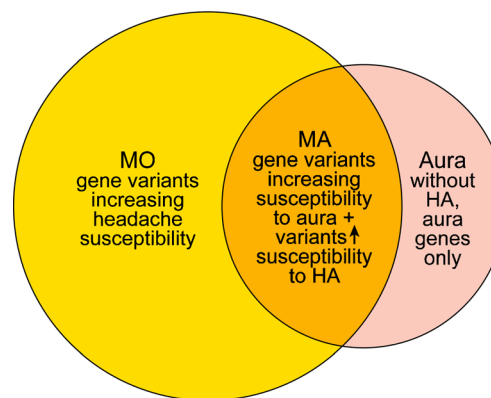 MO
gene variants
increasing
headache
susceptibility
MA
gene variants
increasing
susceptibility
to aura +
variants↑
susceptibility
to HA
Aura
without
HA,
aura
genes
only